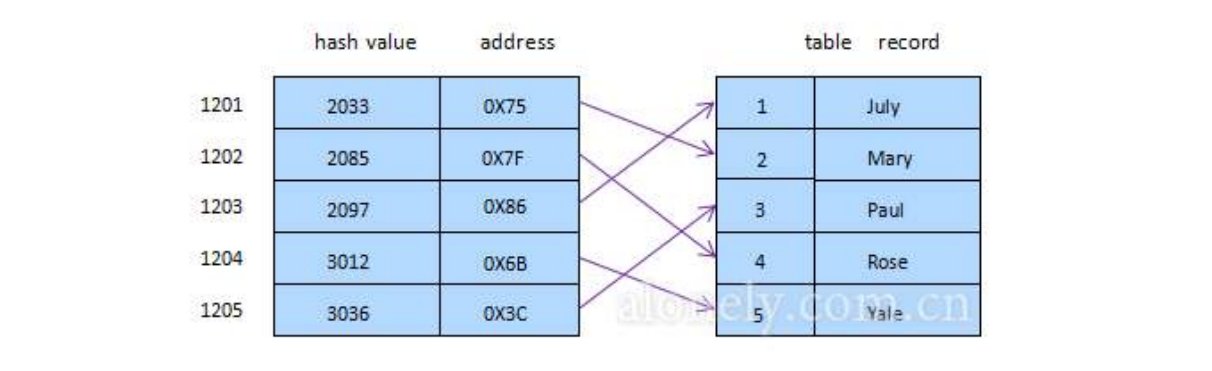 hash value address table record
1201 2033 0X75 1 July
1202 2085 0X7F 2 Mary
1203 2097 0X86 3 Paul
1204 3012 0X6B 4 Rose
1205 3036 0X3C 5 Yale
alonely.com.cn